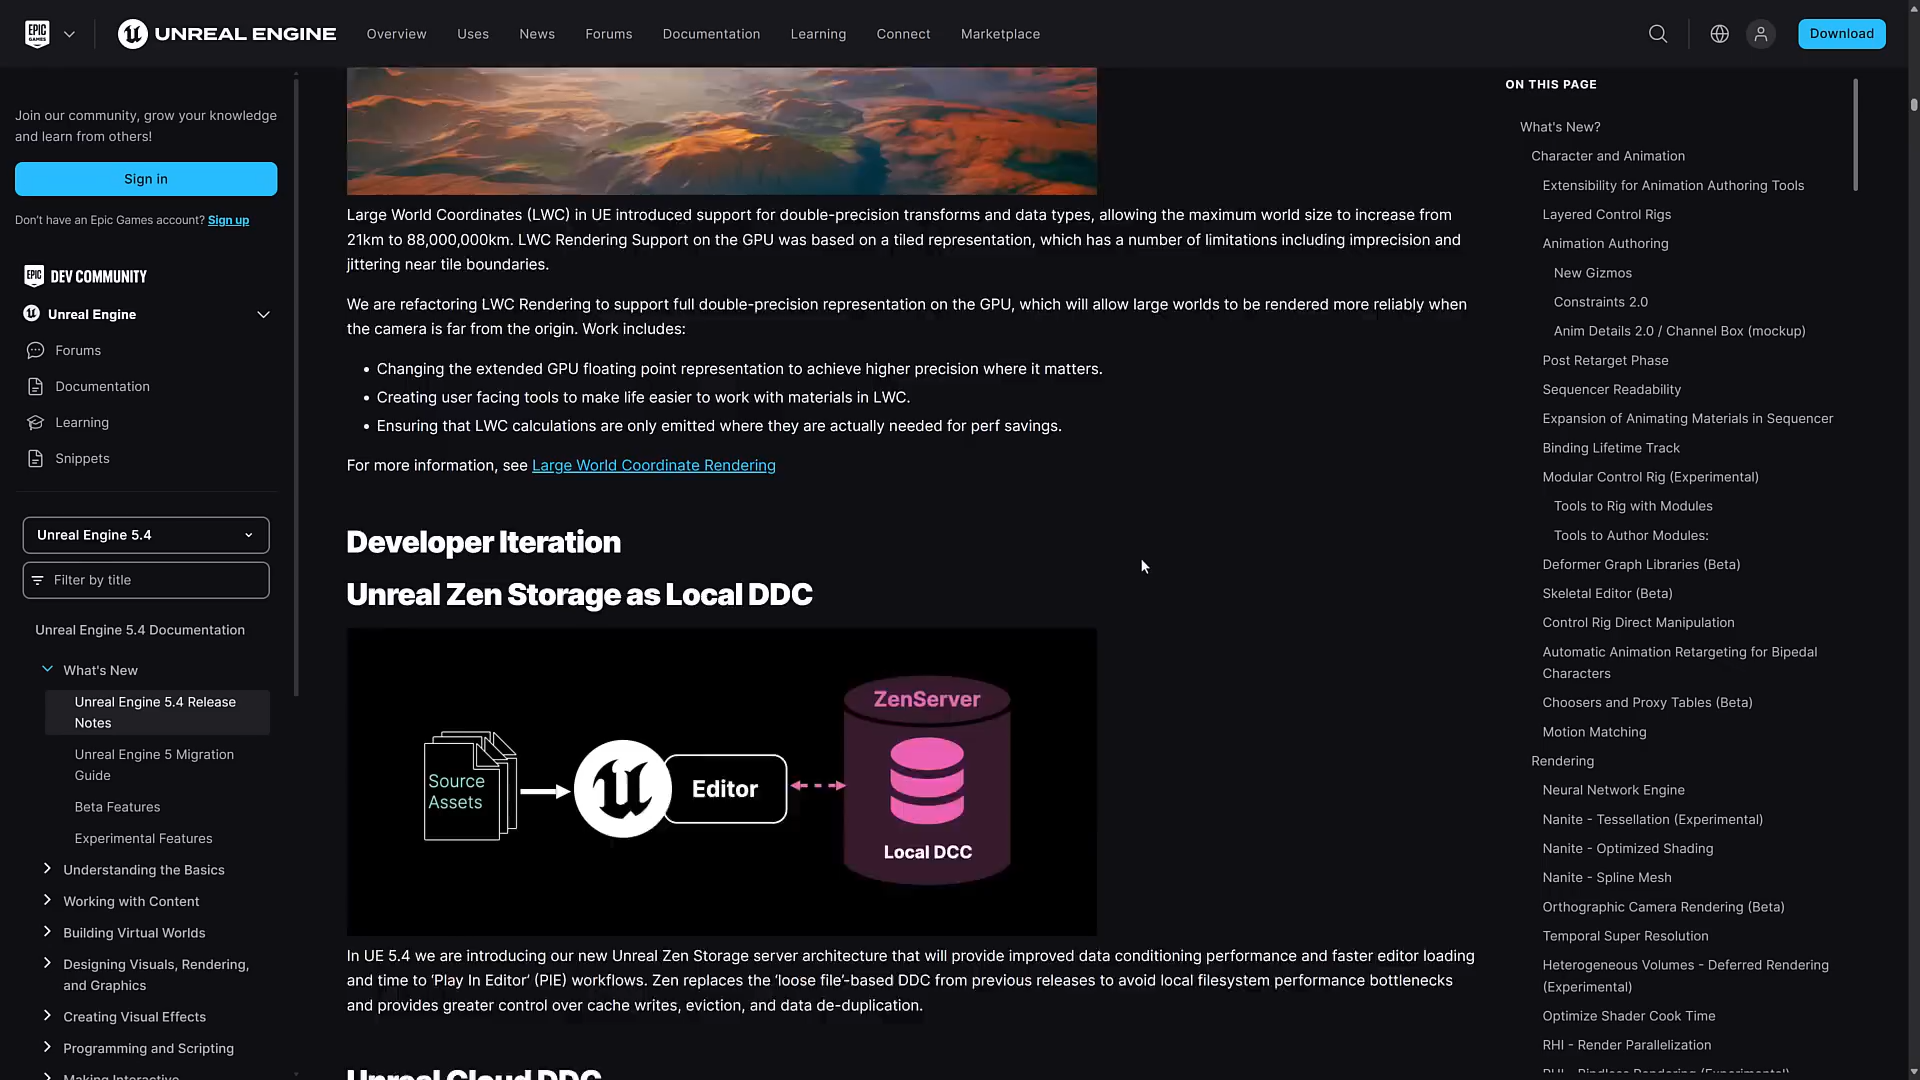 EPIC GAMES
UNREAL ENGINE
Overview
Uses
News
Forums
Documentation
Learning
Connect
Marketplace
Download
Join our community, grow your knowledge
and learn from others!
Sign in
Don't have an Epic Games account? Sign up
EPIC DEV COMMUNITY
Unreal Engine
Forums
Documentation
Learning
Snippets
Unreal Engine 5.4
Filter by title
Unreal Engine 5.4 Documentation
What's New
Unreal Engine 5.4 Release
Notes
Unreal Engine 5 Migration
Guide
Beta Features
Experimental Features
Understanding the Basics
Working with Content
Building Virtual Worlds
Designing Visuals, Rendering,
and Graphics
Creating Visual Effects
Programming and Scripting
Making Interactive
Large World Coordinates (LWC) in UE introduced support for double-precision transforms and data types, allowing the maximum world size to increase from
21km to 88,000,000km. LWC Rendering Support on the GPU was based on a tiled representation, which has a number of limitations including imprecision and
jittering near tile boundaries.
We are refactoring LWC Rendering to support full double-precision representation on the GPU, which will allow large worlds to be rendered more reliably when
the camera is far from the origin. Work includes:
• Changing the extended GPU floating point representation to achieve higher precision where it matters.
• Creating user facing tools to make life easier to work with materials in LWC.
• Ensuring that LWC calculations are only emitted where they are actually needed for perf savings.
For more information, see Large World Coordinate Rendering
Developer Iteration
Unreal Zen Storage as Local DDC
Source
Assets
Editor
ZenServer
Local DCC
In UE 5.4 we are introducing our new Unreal Zen Storage server architecture that will provide improved data conditioning performance and faster editor loading
and time to ‘Play In Editor’ (PIE) workflows. Zen replaces the ‘loose file’-based DDC from previous releases to avoid local filesystem performance bottlenecks
and provides greater control over cache writes, eviction, and data de-duplication.
Unreal Cloud DDC
ON THIS PAGE
What's New?
Character and Animation
Extensibility for Animation Authoring Tools
Layered Control Rigs
Animation Authoring
New Gizmos
Constraints 2.0
Anim Details 2.0 / Channel Box (mockup)
Post Retarget Phase
Sequencer Readability
Expansion of Animating Materials in Sequencer
Binding Lifetime Track
Modular Control Rig (Experimental)
Tools to Rig with Modules
Tools to Author Modules:
Deformer Graph Libraries (Beta)
Skeletal Editor (Beta)
Control Rig Direct Manipulation
Automatic Animation Retargeting for Bipedal
Characters
Choosers and Proxy Tables (Beta)
Motion Matching
Rendering
Neural Network Engine
Nanite - Tessellation (Experimental)
Nanite - Optimized Shading
Nanite - Spline Mesh
Orthographic Camera Rendering (Beta)
Temporal Super Resolution
Heterogeneous Volumes - Deferred Rendering
(Experimental)
Optimize Shader Cook Time
RHI - Render Parallelization
RHI - Bindless Rendering (Experimental)